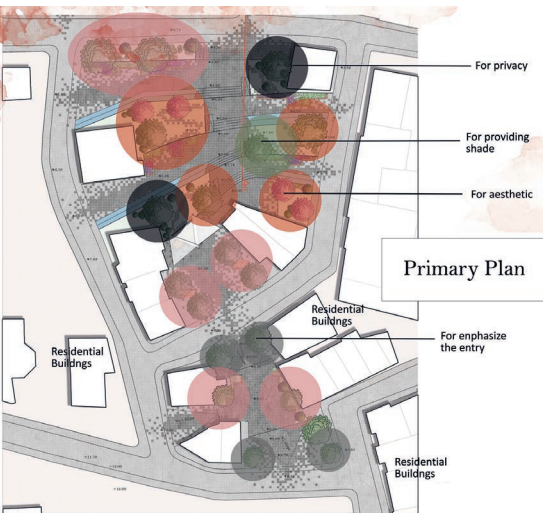 For privacy
For providing
shade
For aesthetic
Primary Plan
Residential
Buildngs
For enphasize
the entry
Residential
Buildngs
Residential
Buildngs